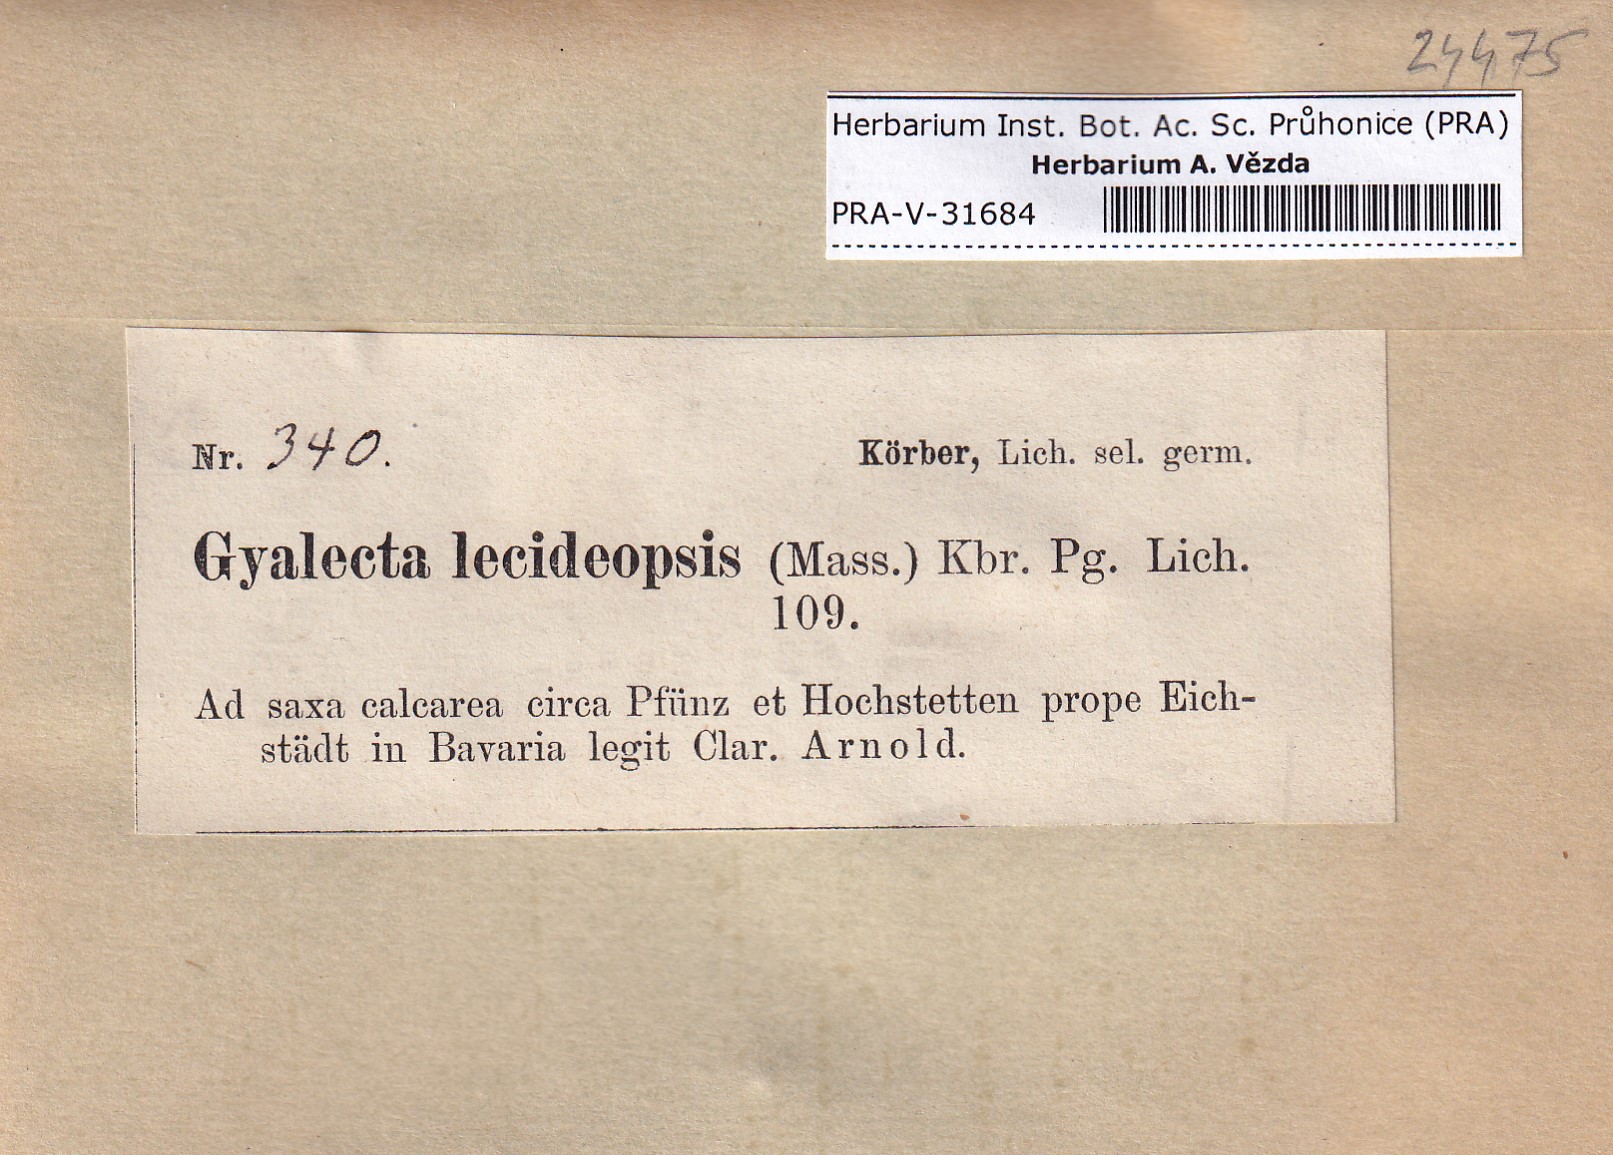 24475
Herbarium Inst. Bot. Ac. Sc. Průhonice (PRA)
Herbarium A. Vězda
PRA-V-31684
Nr. 340. Körber, Lich. sel. germ.
Gyalecta lecideopsis (Mass.) Kbr. Pg. Lich.
109.
Ad saxa calcarea circa Pfünz et Hochstetten prope Eich-
städt in Bavaria legit Clar. Arnold.